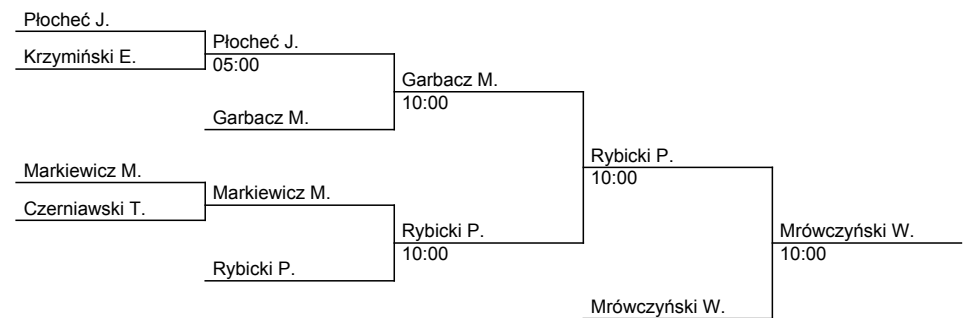 Płocheć J.
Krzymiński E.
Płocheć J.
05:00
Garbacz M.
Garbacz M.
10:00
Markiewicz M.
Czerniawski T.
Markiewicz M.
Rybicki P.
Rybicki P.
10:00
Rybicki P.
10:00
Mrówczyński W.
Mrówczyński W.
10:00